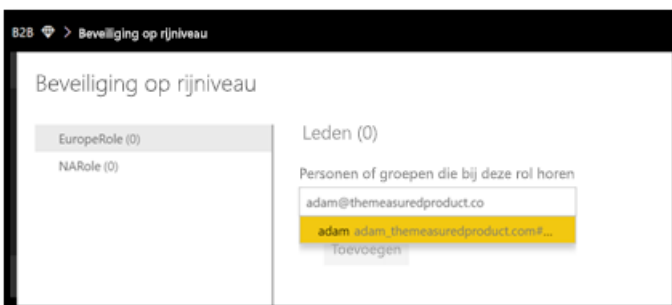 B2B > Beveiliging op rijniveau
Beveiliging op rijniveau
EuropeRole (0)
NARole (0)
Leden (0)
Personen of groepen die bij deze rol horen
adam@themeasuredproduct.co
adam adam_themeasuredproduct.com#...
Toevoegen